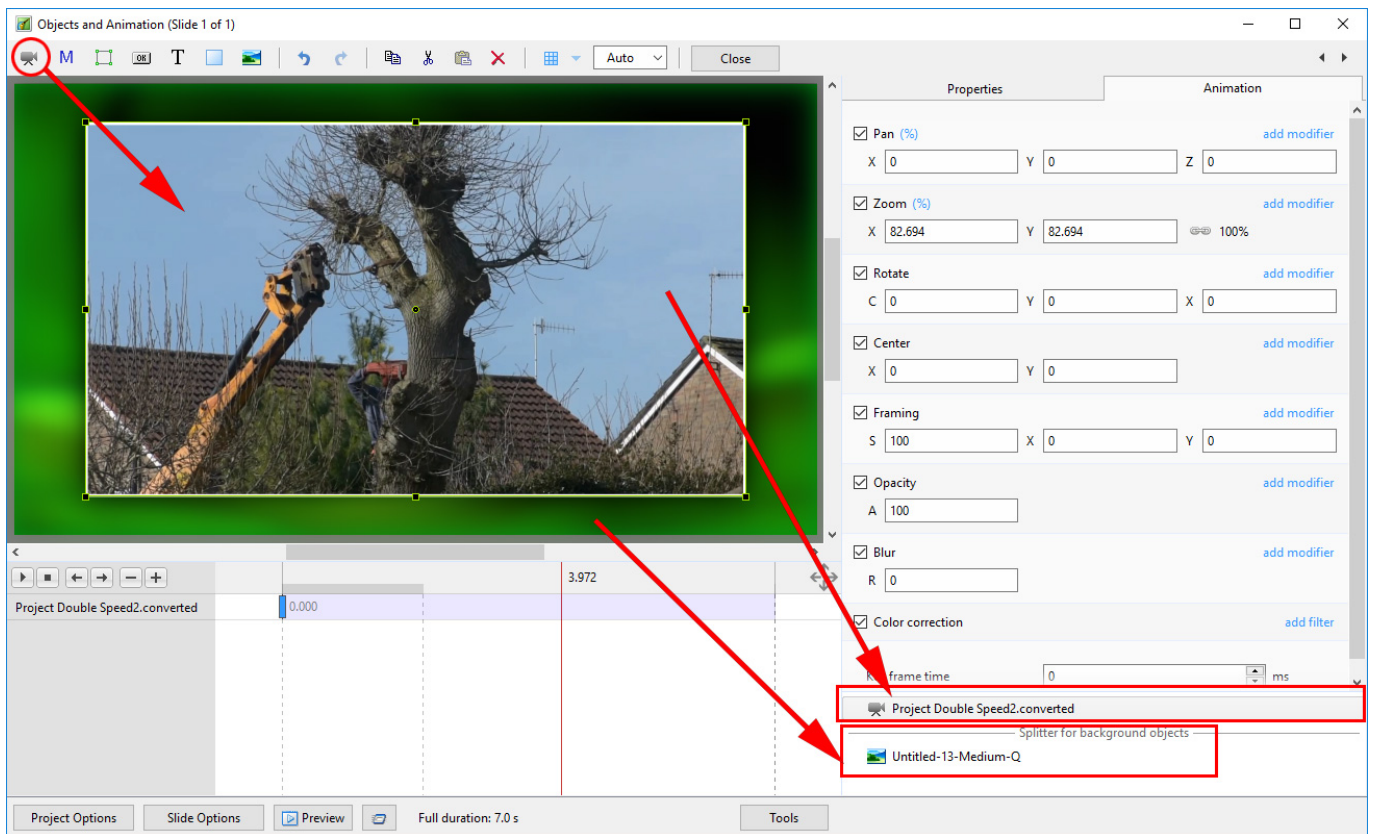 Objects and Animation (Slide 1 of 1)
M OK T Auto Close
Properties Animation
Pan (%) add modifier
X 0 Y 0 Z 0
Zoom (%) add modifier
X 82.694 Y 82.694 100%
Rotate add modifier
C 0 Y 0 X 0
Center add modifier
X 0 Y 0
Framing add modifier
S 100 X 0 Y 0
Opacity add modifier
A 100
Blur add modifier
R 0
Color correction add filter
frame time 0 ms
3.972
Project Double Speed2.converted 0.000
Project Double Speed2.converted
Splitter for background objects
Untitled-13-Medium-Q
Project Options Slide Options Preview Full duration: 7.0 s Tools